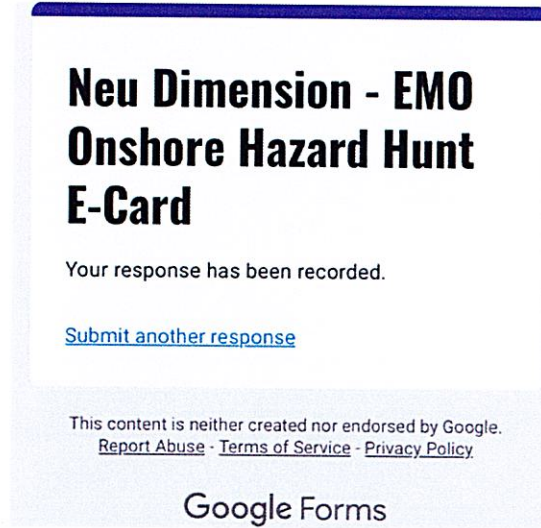 Neu Dimension - EMO
Onshore Hazard Hunt
E-Card
Your response has been recorded.
Submit another response
This content is neither created nor endorsed by Google.
Report Abuse - Terms of Service - Privacy Policy
Google Forms